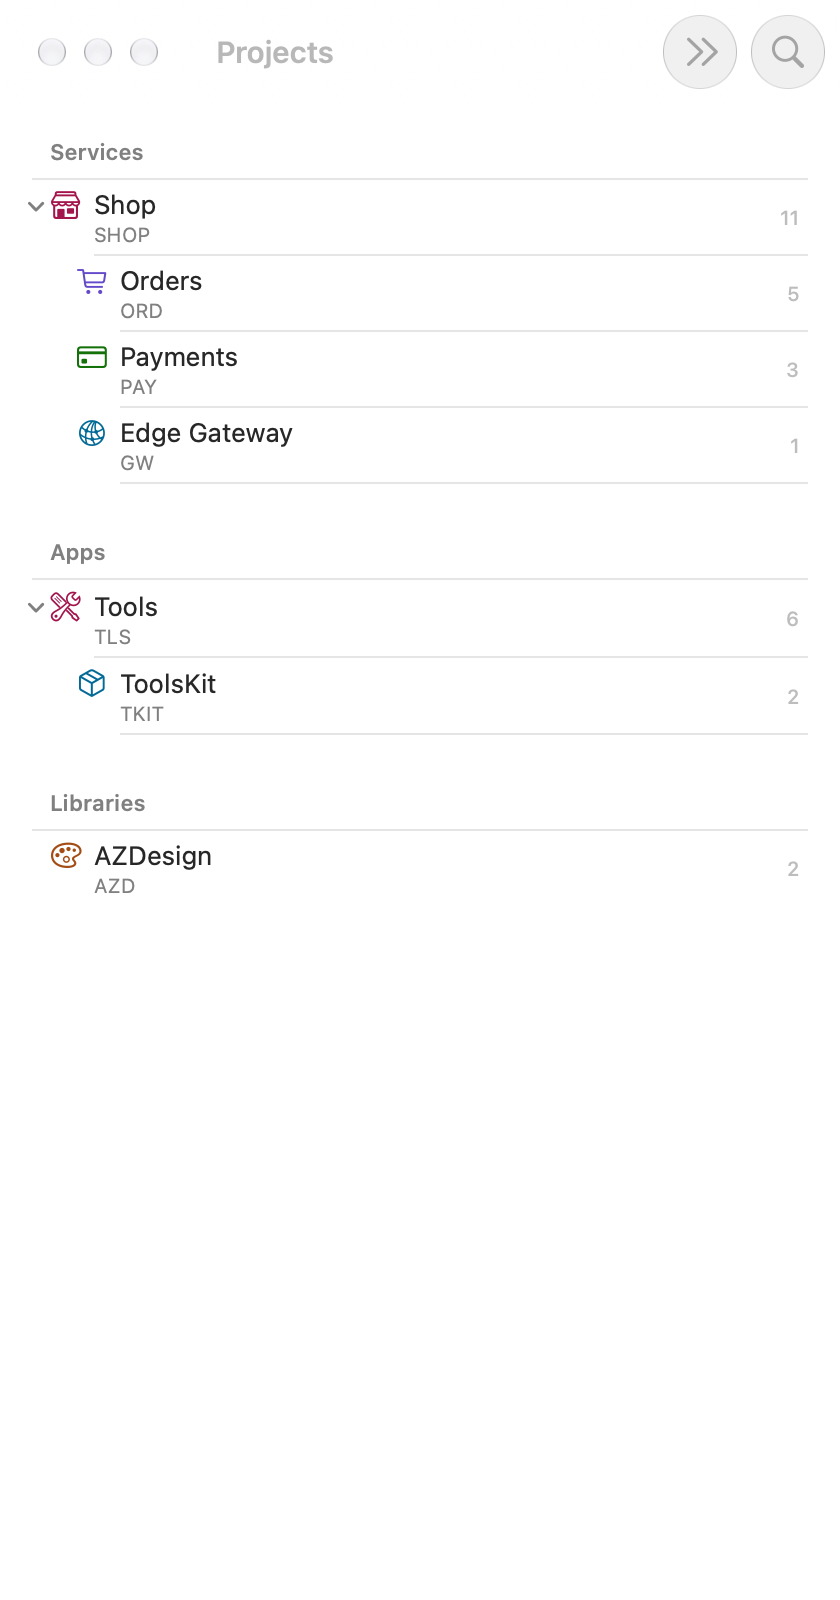 Projects
Services
Shop
SHOP
11
Orders
ORD
5
Payments
PAY
3
Edge Gateway
GW
1
Apps
Tools
TLS
6
ToolsKit
TKIT
2
Libraries
AZDesign
AZD
2